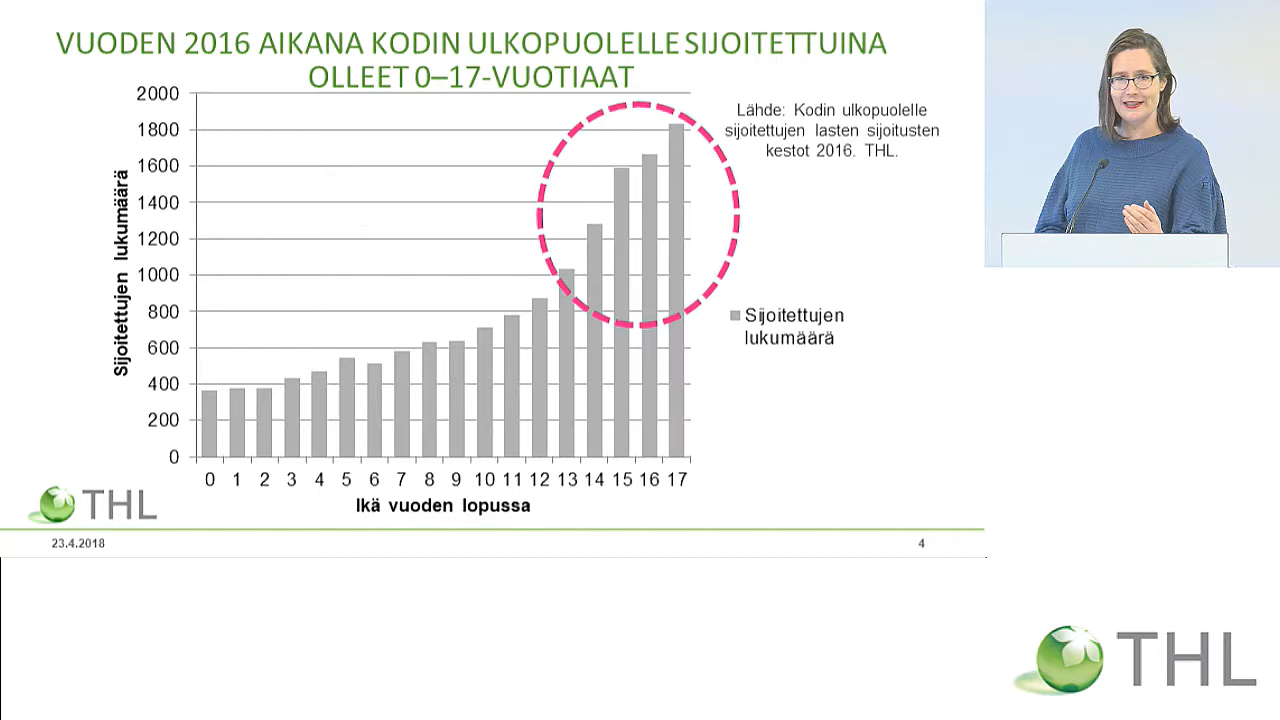 VUODEN 2016 AIKANA KODIN ULKOPUOLELLE SIJOITETTUINA
OLLEET 0–17-VUOTIAAT
Lähde: Kodin ulkopuolelle
sijoitettujen lasten sijoitusten
kestot 2016. THL.
Sijoitettujen lukumäärä
2000
1800
1600
1400
1200
1000
800
600
400
200
0
Sijoitettujen
lukumäärä
0 1 2 3 4 5 6 7 8 9 10 11 12 13 14 15 16 17
Ikä vuoden lopussa
THL
23.4.2018
4
THL